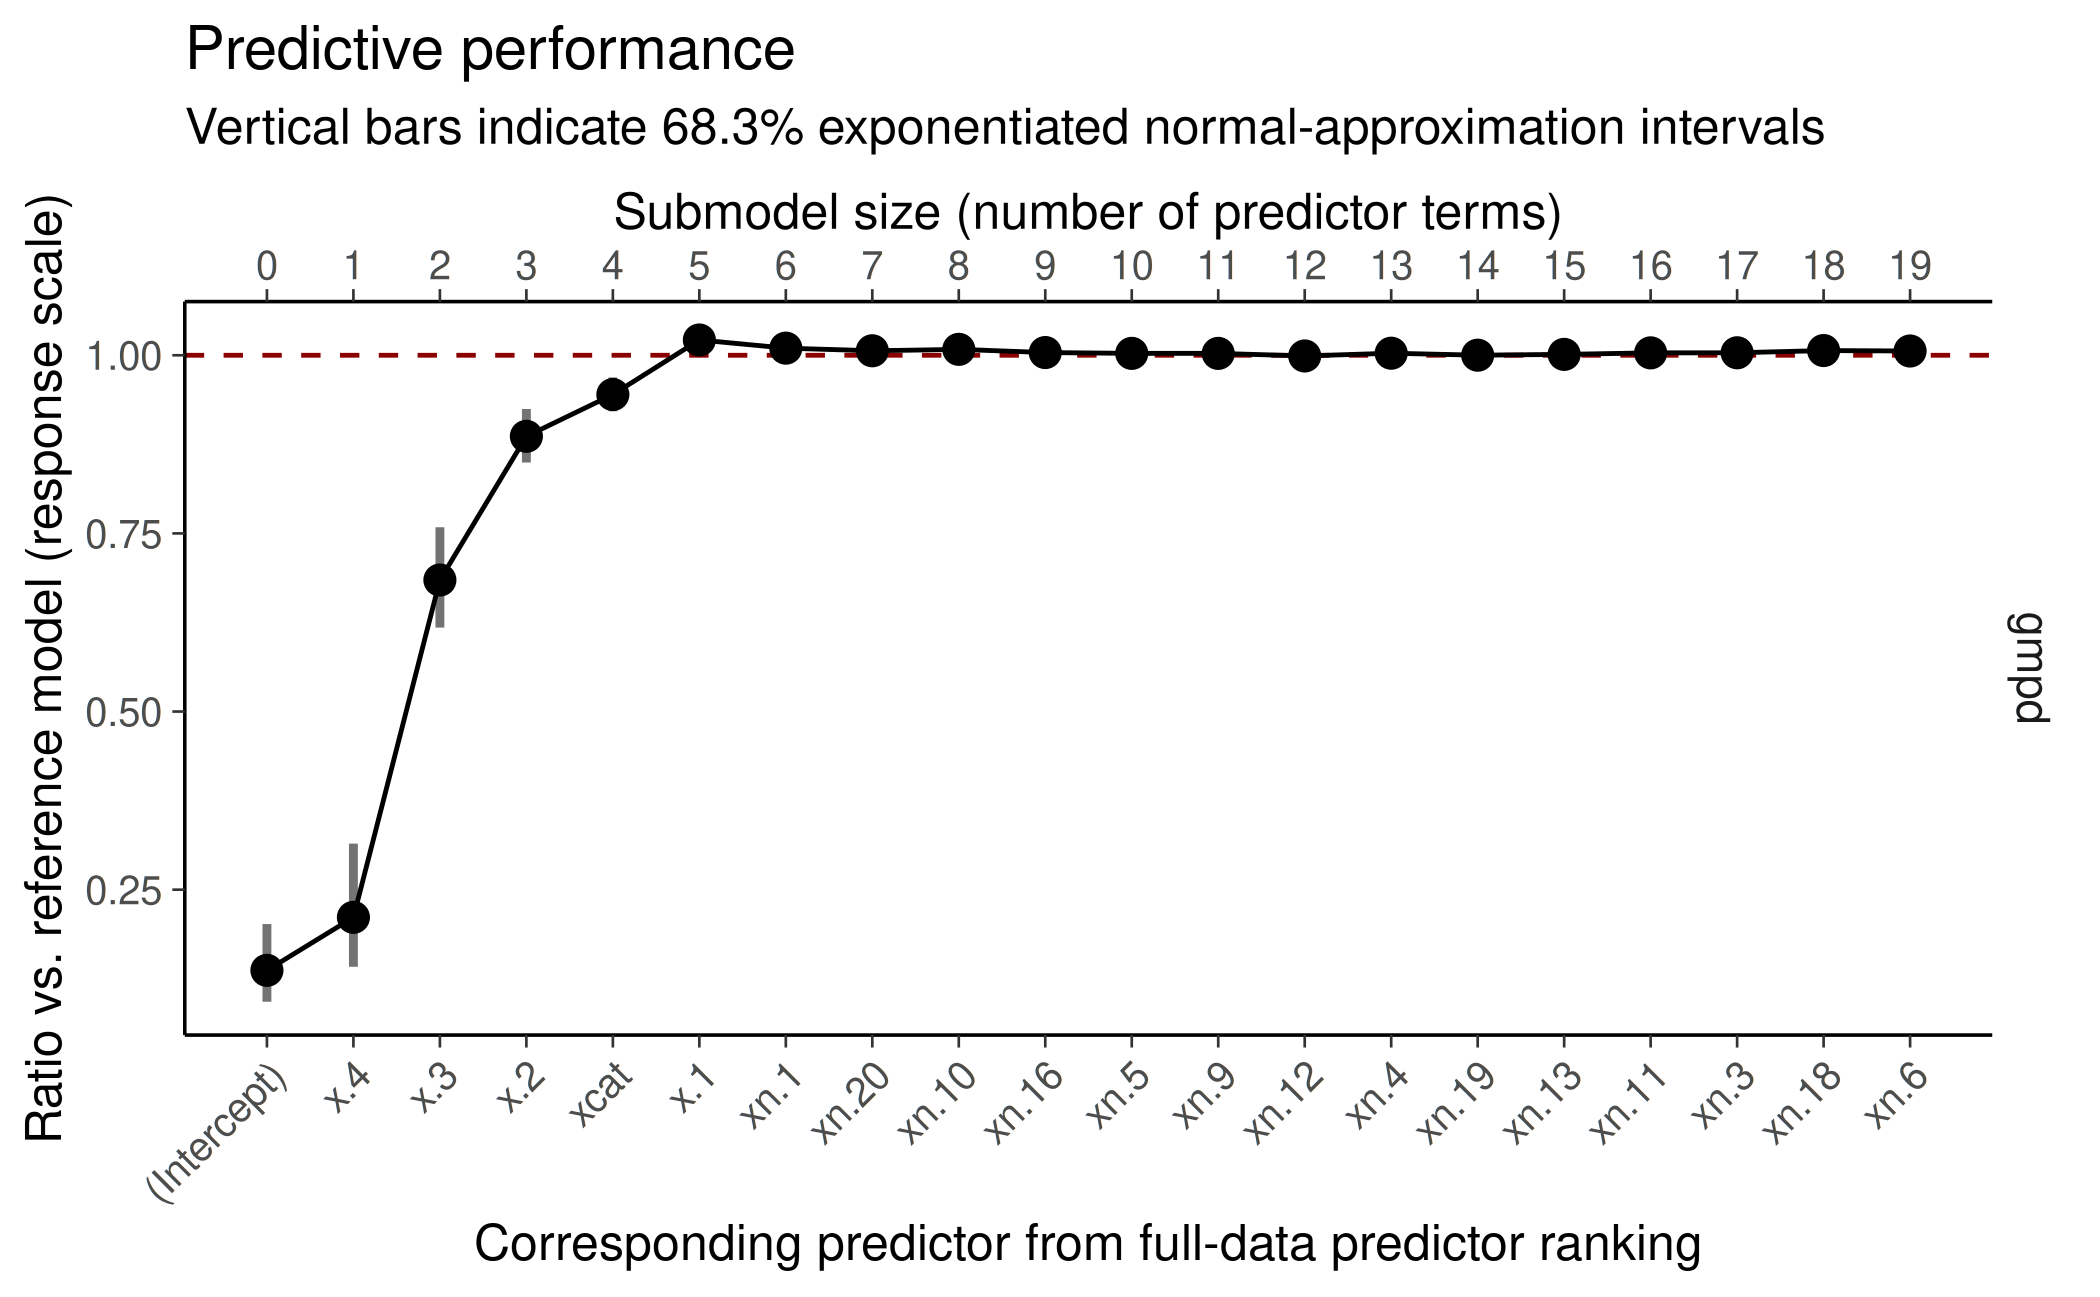 Predictive performance
Vertical bars indicate 68.3% exponentiated normal-approximation intervals
Submodel size (number of predictor terms)
0 1 2 3 4 5 6 7 8 9 10 11 12 13 14 15 16 17 18 19
Ratio vs. reference model (response scale)
1.00
0.75
0.50
0.25
gmpd
(Intercept) x.4 x.3 x.2 xcat x.1 xn.1 xn.20 xn.10 xn.16 xn.5 xn.9 xn.12 xn.4 xn.19 xn.13 xn.11 xn.3 xn.18 xn.6
Corresponding predictor from full-data predictor ranking